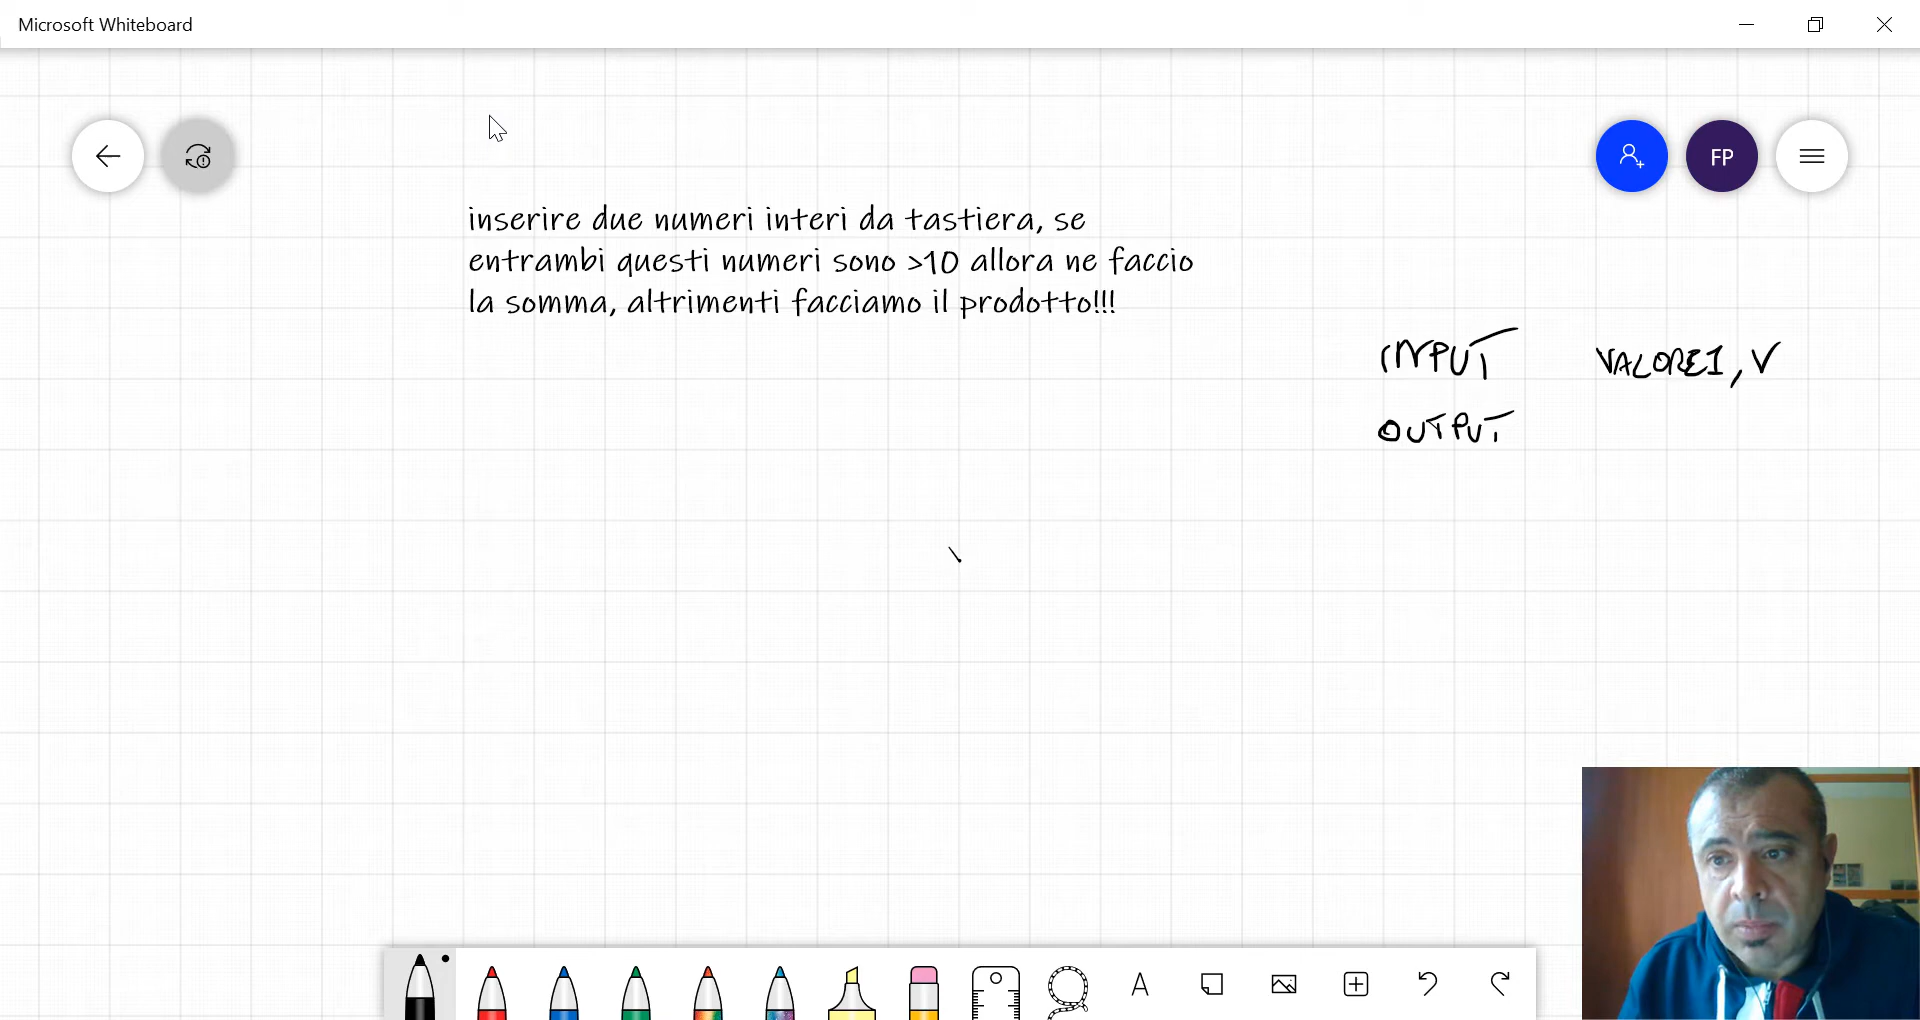 Microsoft Whiteboard
FP
inserire due numeri interi da tastiera, se
entrambi questi numeri sono >10 allora ne faccio
la somma, altrimenti facciamo il prodotto!!!
INPUT VALORE1, V
OUTPUT